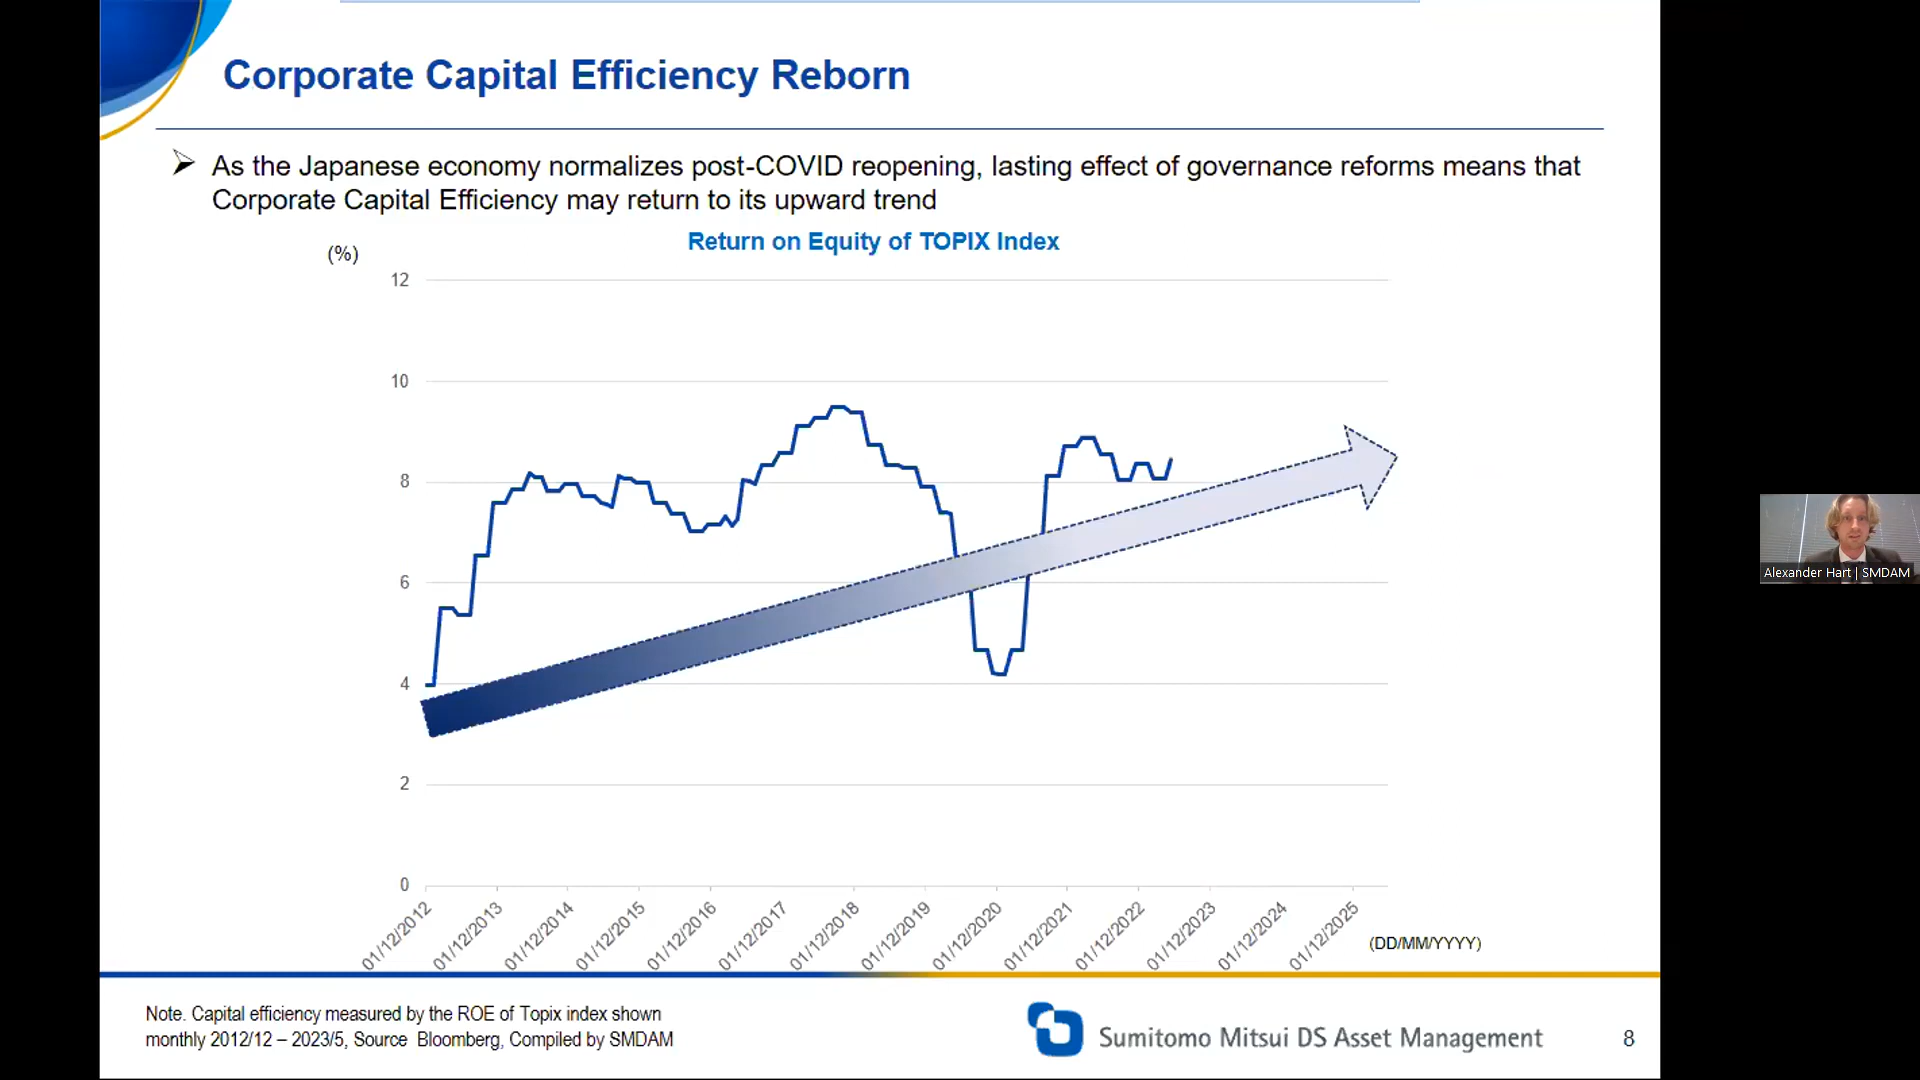 Corporate Capital Efficiency Reborn
As the Japanese economy normalizes post-COVID reopening, lasting effect of governance reforms means that
Corporate Capital Efficiency may return to its upward trend
Return on Equity of TOPIX Index
(%)
12
10
8
6
4
2
0
01/12/2012
01/12/2013
01/12/2014
01/12/2015
01/12/2016
01/12/2017
01/12/2018
01/12/2019
01/12/2020
01/12/2021
01/12/2022
01/12/2023
01/12/2024
01/12/2025
(DD/MM/YYYY)
Alexander Hart | SMDAM
Note. Capital efficiency measured by the ROE of Topix index shown
monthly 2012/12 – 2023/5, Source Bloomberg, Compiled by SMDAM
Sumitomo Mitsui DS Asset Management
8